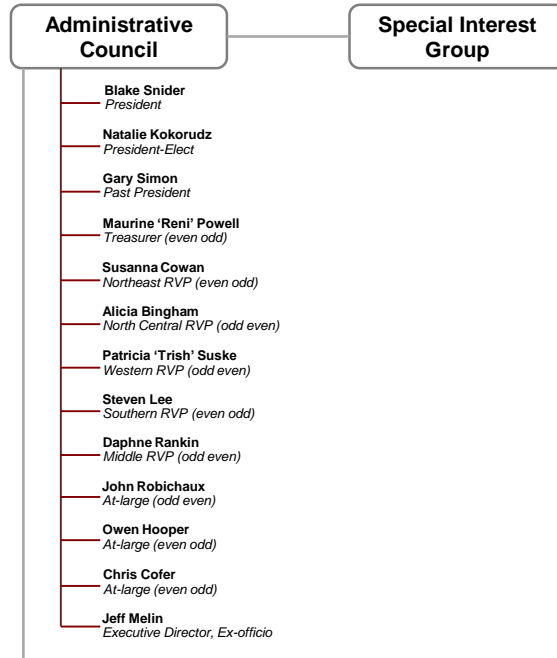 Administrative
Council
Special Interest
Group
Blake Snider
President
Natalie Kokorudz
President-Elect
Gary Simon
Past President
Maurine ‘Reni’ Powell
Treasurer (even odd)
Susanna Cowan
Northeast RVP (even odd)
Alicia Bingham
North Central RVP (odd even)
Patricia ‘Trish’ Suske
Western RVP (odd even)
Steven Lee
Southern RVP (even odd)
Daphne Rankin
Middle RVP (odd even)
John Robichaux
At-large (odd even)
Owen Hooper
At-large (even odd)
Chris Cofer
At-large (even odd)
Jeff Melin
Executive Director, Ex-officio